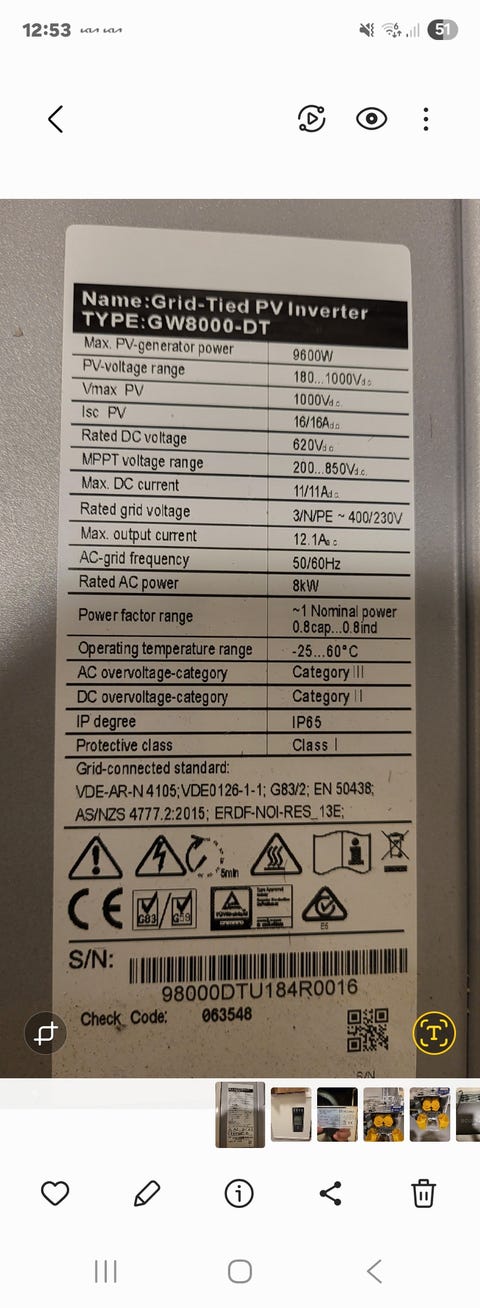 12:53
51
Name:Grid-Tied PV Inverter
TYPE:GW8000-DT
Max. PV-generator power 9600W
PV-voltage range 180...1000Vd.c.
Vmax PV 1000Vd.c.
Isc PV 16/16Ad.c.
Rated DC voltage 620Vd.c.
MPPT voltage range 200...850Vd.c.
Max. DC current 11/11Ad.c.
Rated grid voltage 3/N/PE ~ 400/230V
Max. output current 12.1Aa.c.
AC-grid frequency 50/60Hz
Rated AC power 8kW
Power factor range ~1 Nominal power
0.8cap...0.8ind
Operating temperature range -25...60°C
AC overvoltage-category Category III
DC overvoltage-category Category II
IP degree IP65
Protective class Class I
Grid-connected standard:
VDE-AR-N 4105;VDE0126-1-1; G83/2; EN 50438;
AS/NZS 4777.2:2015; ERDF-NOI-RES_13E;
5min
CE G83 / G59
S/N:
98000DTU184R0016
Check Code: 063548
S/N
T